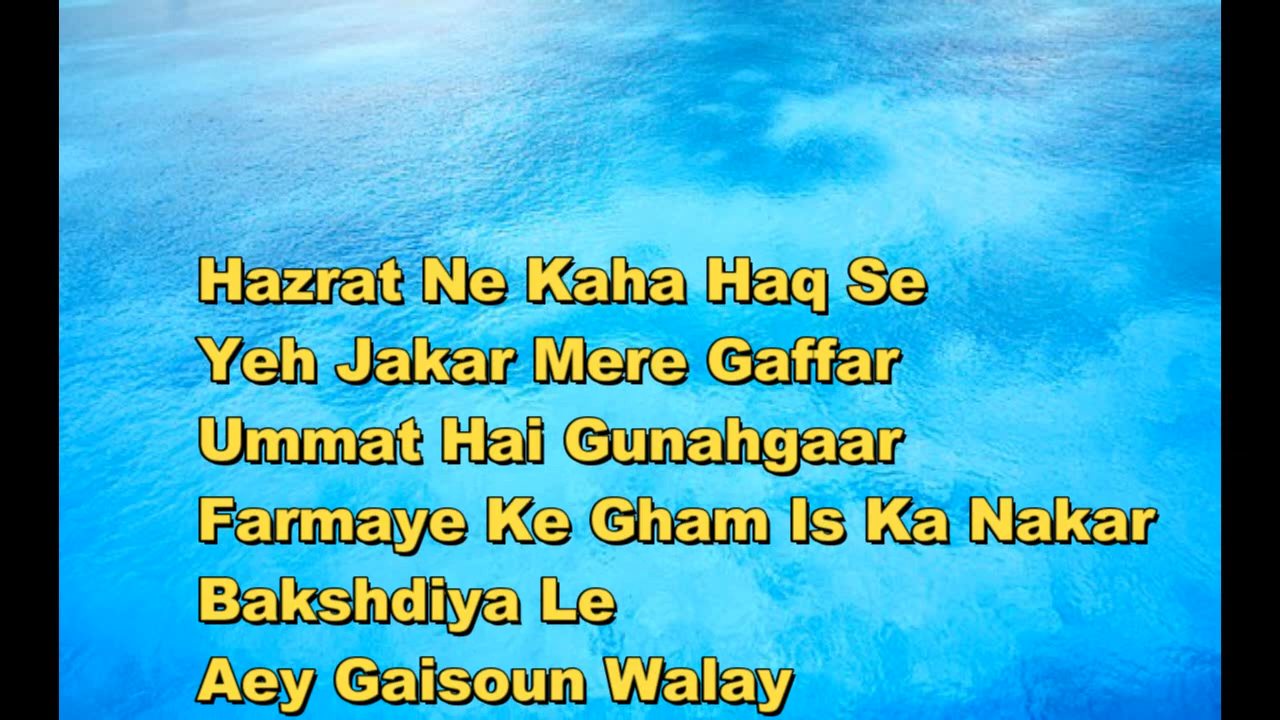 Hazrat Ne Kaha Haq Se
Yeh Jakar Mere Gaffar
Ummat Hai Gunahgaar
Farmaye Ke Gham Is Ka Nakar
Bakshdiya Le
Aey Gaisoun Walay